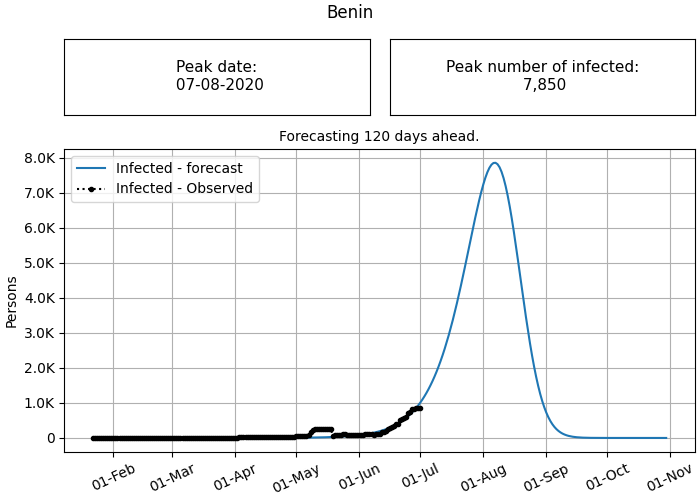 Benin
Peak date:
07-08-2020
Peak number of infected:
7,850
Forecasting 120 days ahead.
Infected - forecast
Infected - Observed
8.0K
7.0K
6.0K
5.0K
4.0K
3.0K
2.0K
1.0K
0
Persons
01-Feb
01-Mar
01-Apr
01-May
01-Jun
01-Jul
01-Aug
01-Sep
01-Oct
01-Nov